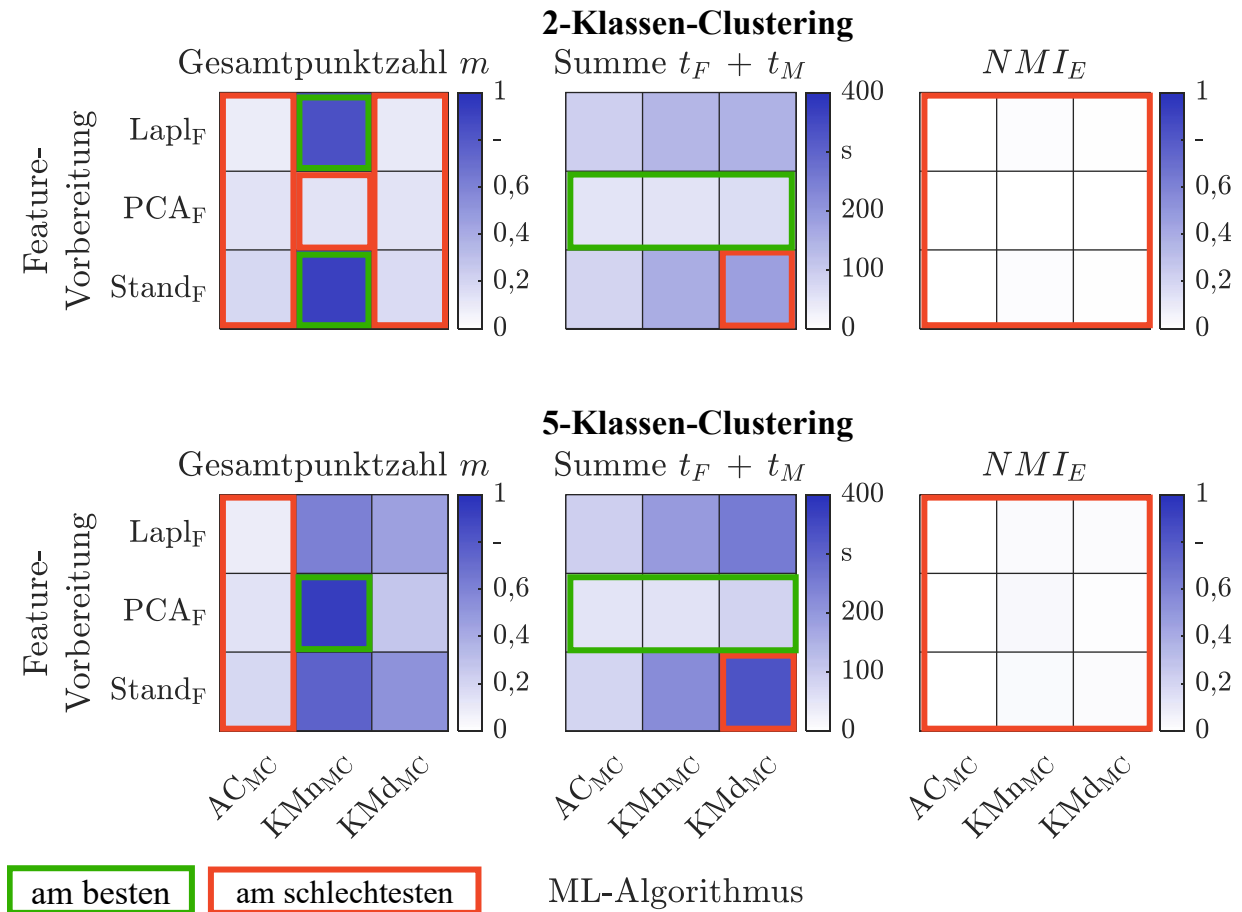 2-Klassen-Clustering
Gesamtpunktzahl m
Summe t_F + t_M
NMI_E
Feature-
Vorbereitung
Lapl_F
PCA_F
Stand_F
1
–
0,6
0,4
0,2
0
400
s
200
100
0
1
–
0,6
0,4
0,2
0
5-Klassen-Clustering
Gesamtpunktzahl m
Summe t_F + t_M
NMI_E
Feature-
Vorbereitung
Lapl_F
PCA_F
Stand_F
1
–
0,6
0,4
0,2
0
400
s
200
100
0
1
–
0,6
0,4
0,2
0
AC_MC
KMn_MC
KMd_MC
AC_MC
KMn_MC
KMd_MC
AC_MC
KMn_MC
KMd_MC
am besten
am schlechtesten
ML-Algorithmus